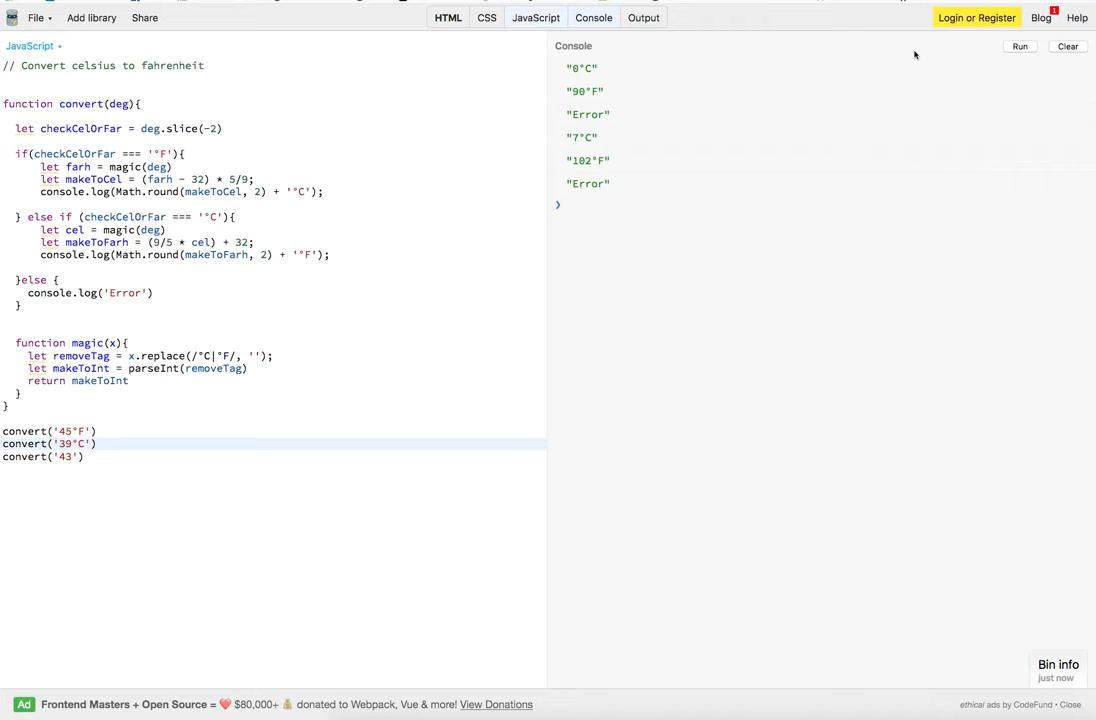 File ▾ Add library Share HTML CSS JavaScript Console Output Login or Register Blog 1 Help
JavaScript ▾
// Convert celsius to fahrenheit
function convert(deg){
let checkCelOrFar = deg.slice(-2)
if(checkCelOrFar === '°F'){
let farh = magic(deg)
let makeToCel = (farh - 32) * 5/9;
console.log(Math.round(makeToCel, 2) + '°C');
} else if (checkCelOrFar === '°C'){
let cel = magic(deg)
let makeToFarh = (9/5 * cel) + 32;
console.log(Math.round(makeToFarh, 2) + '°F');
}else {
console.log('Error')
}
function magic(x){
let removeTag = x.replace(/°C|°F/, '');
let makeToInt = parseInt(removeTag)
return makeToInt
}
}
convert('45°F')
convert('39°C')
convert('43')
Console Run Clear
"0°C"
"90°F"
"Error"
"7°C"
"102°F"
"Error"
❯
Bin info
just now
Ad Frontend Masters + Open Source = ❤️ $80,000+ 💰 donated to Webpack, Vue & more! View Donations ethical ads by CodeFund • Close